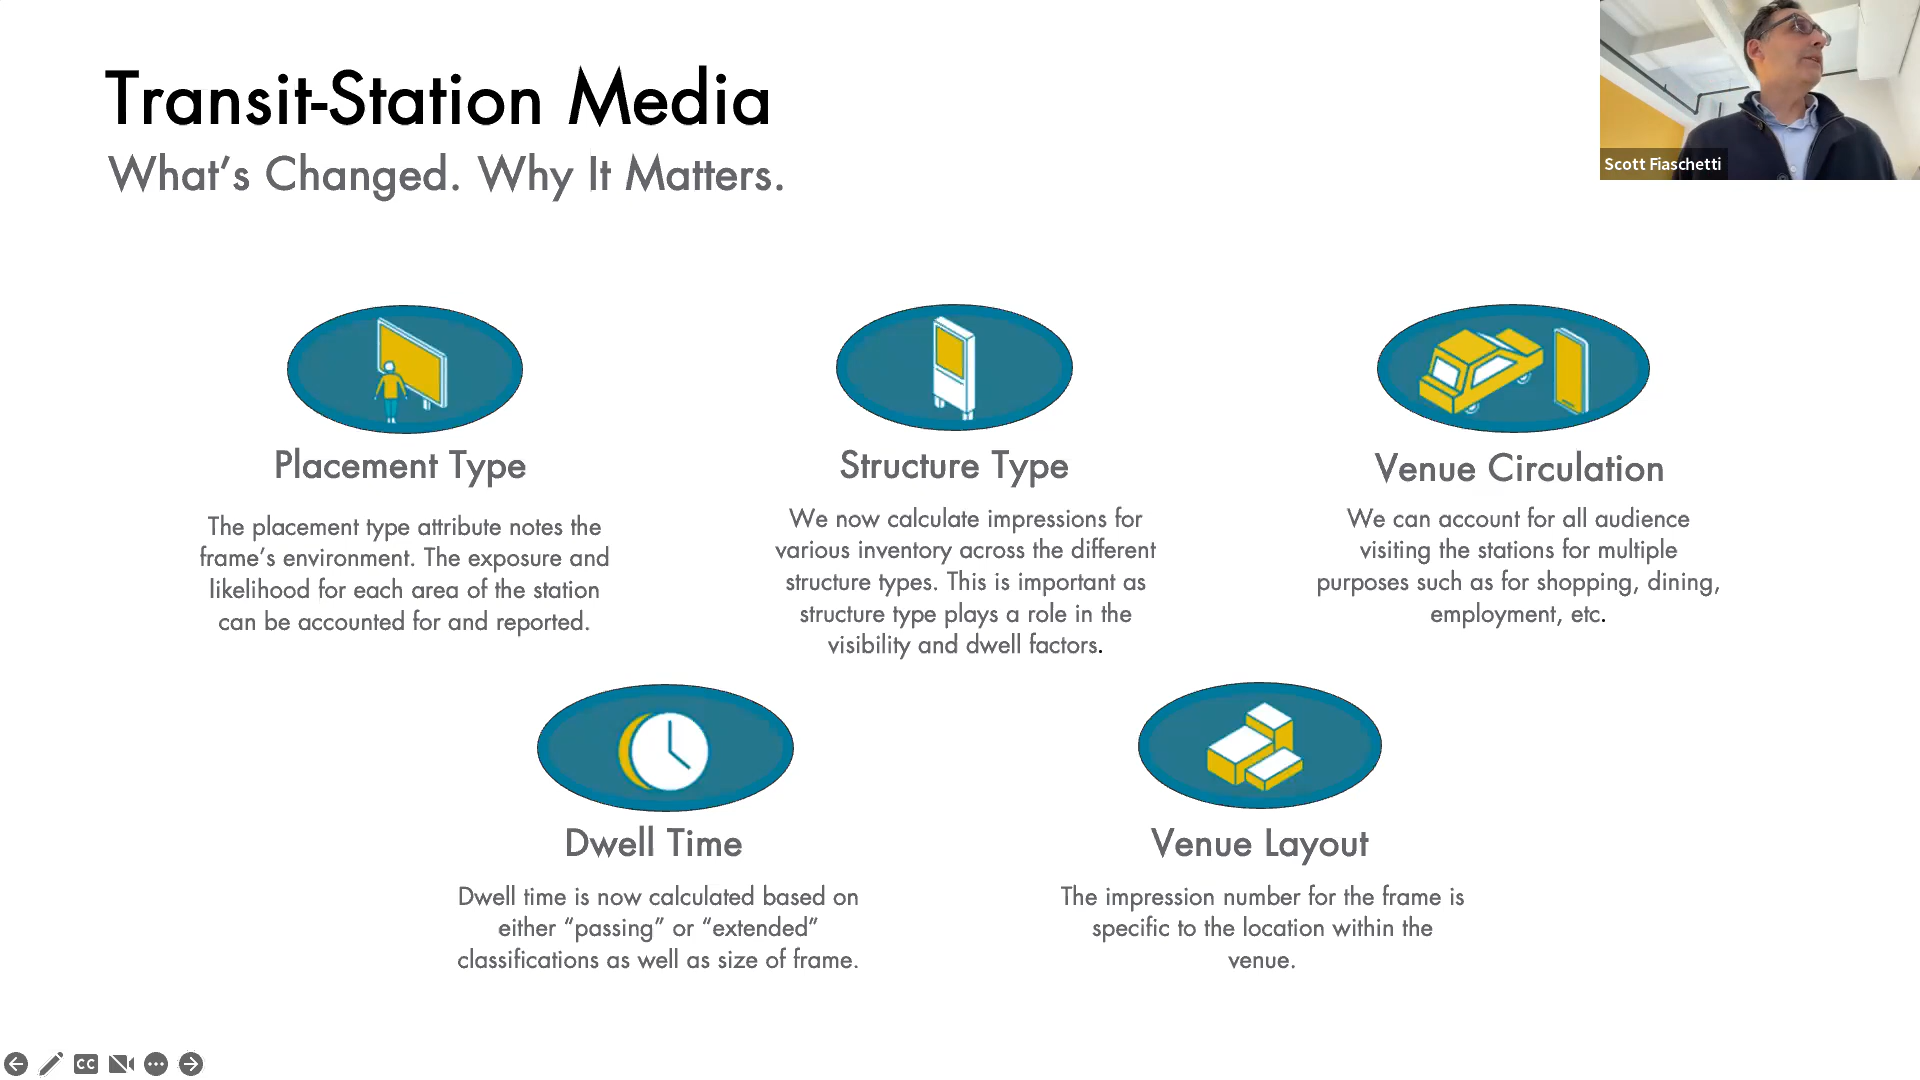 Transit-Station Media
What's Changed. Why It Matters.
Scott Fiaschetti
Placement Type
The placement type attribute notes the
frame's environment. The exposure and
likelihood for each area of the station
can be accounted for and reported.
Structure Type
We now calculate impressions for
various inventory across the different
structure types. This is important as
structure type plays a role in the
visibility and dwell factors.
Venue Circulation
We can account for all audience
visiting the stations for multiple
purposes such as for shopping, dining,
employment, etc.
Dwell Time
Dwell time is now calculated based on
either “passing” or “extended”
classifications as well as size of frame.
Venue Layout
The impression number for the frame is
specific to the location within the
venue.
CC